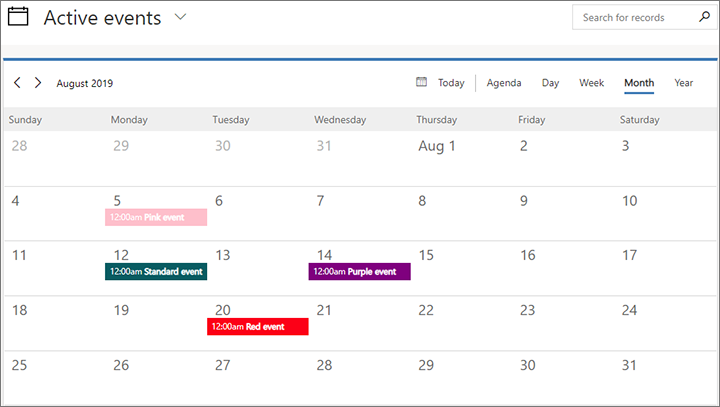 Active events
Search for records
August 2019
Today Agenda Day Week Month Year
Sunday Monday Tuesday Wednesday Thursday Friday Saturday
28 29 30 31 Aug 1 2 3
4 5 6 7 8 9 10
12:00am Pink event
11 12 13 14 15 16 17
12:00am Standard event 12:00am Purple event
18 19 20 21 22 23 24
12:00am Red event
25 26 27 28 29 30 31